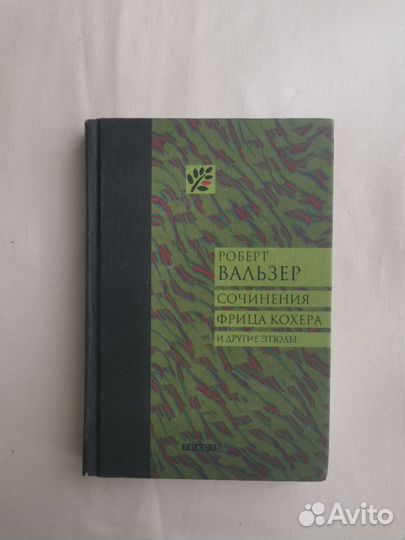 РОБЕРТ
ВАЛЬЗЕР
СОЧИНЕНИЯ
ФРИЦА КОХЕРА
И ДРУГИЕ ЭТЮДЫ
ТЕКСТ
Avito